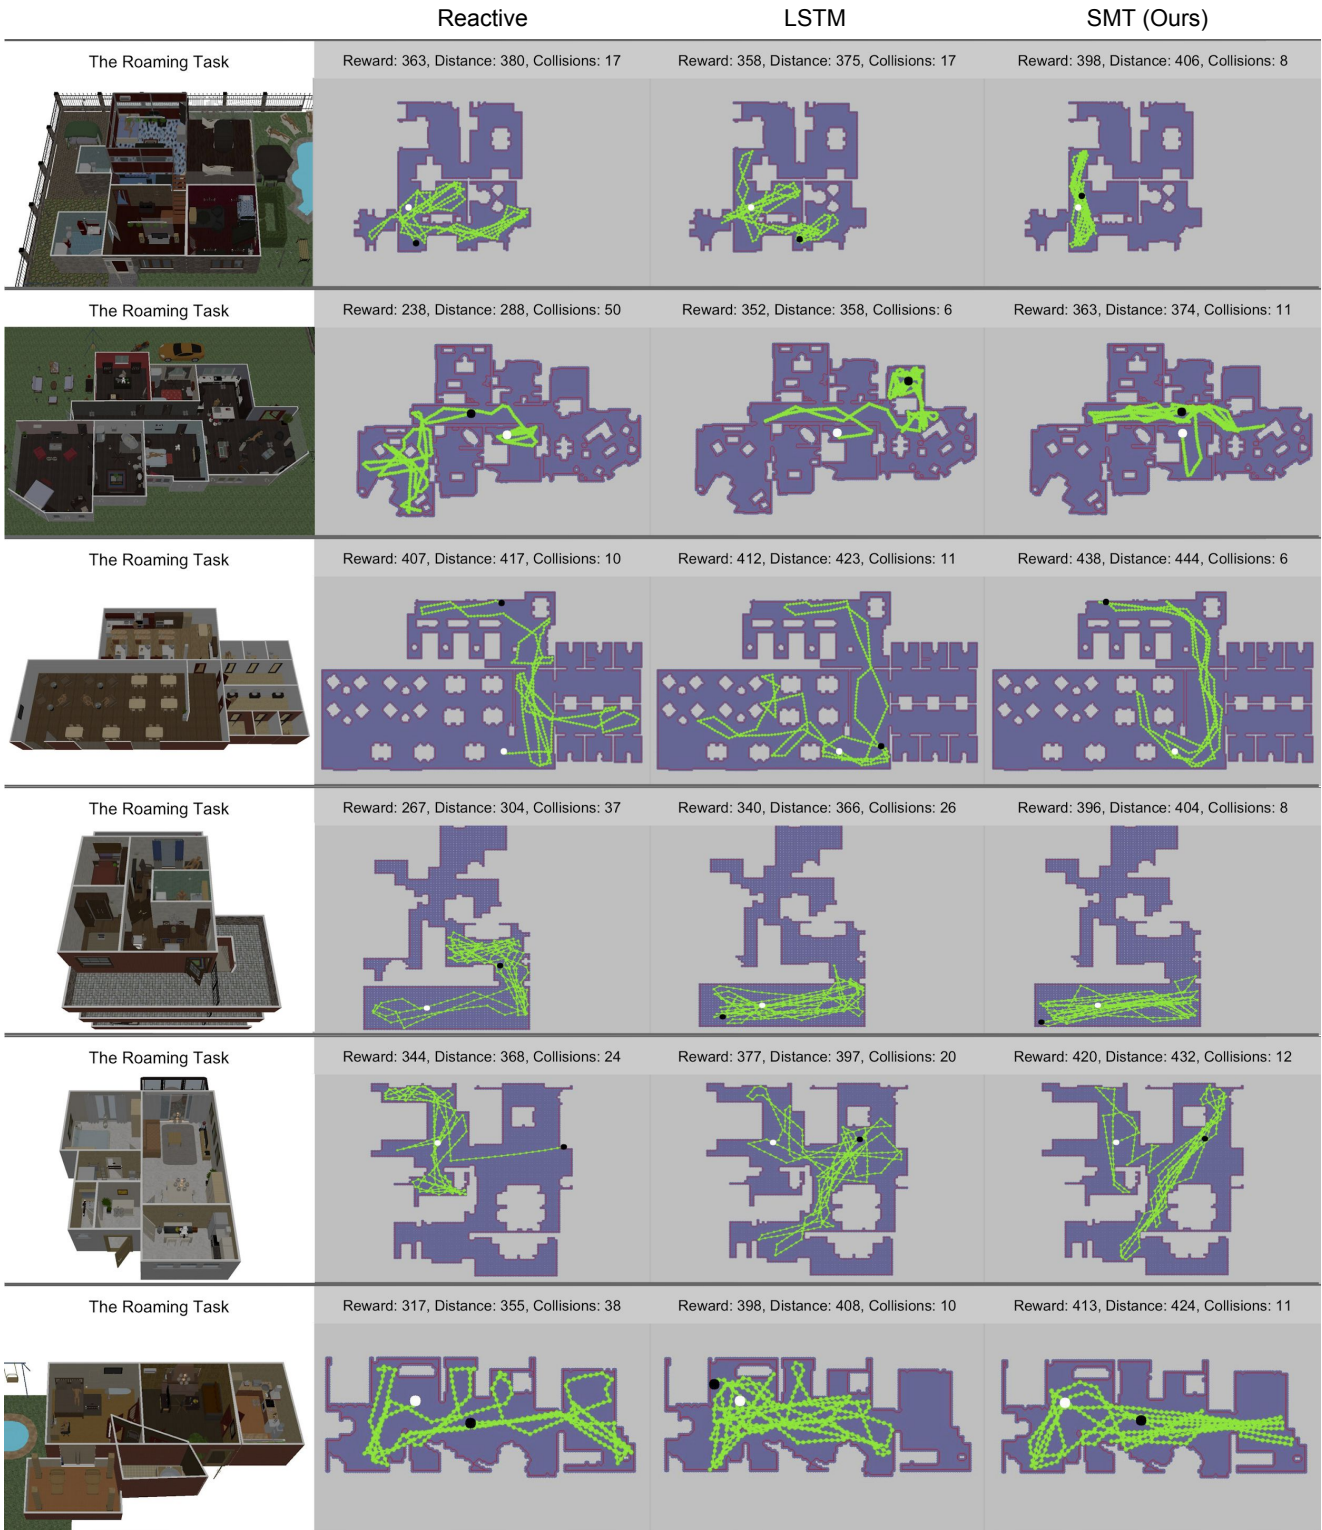 Reactive LSTM SMT (Ours)
The Roaming Task Reward: 363, Distance: 380, Collisions: 17 Reward: 358, Distance: 375, Collisions: 17 Reward: 398, Distance: 406, Collisions: 8
The Roaming Task Reward: 238, Distance: 288, Collisions: 50 Reward: 352, Distance: 358, Collisions: 6 Reward: 363, Distance: 374, Collisions: 11
The Roaming Task Reward: 407, Distance: 417, Collisions: 10 Reward: 412, Distance: 423, Collisions: 11 Reward: 438, Distance: 444, Collisions: 6
The Roaming Task Reward: 267, Distance: 304, Collisions: 37 Reward: 340, Distance: 366, Collisions: 26 Reward: 396, Distance: 404, Collisions: 8
The Roaming Task Reward: 344, Distance: 368, Collisions: 24 Reward: 377, Distance: 397, Collisions: 20 Reward: 420, Distance: 432, Collisions: 12
The Roaming Task Reward: 317, Distance: 355, Collisions: 38 Reward: 398, Distance: 408, Collisions: 10 Reward: 413, Distance: 424, Collisions: 11